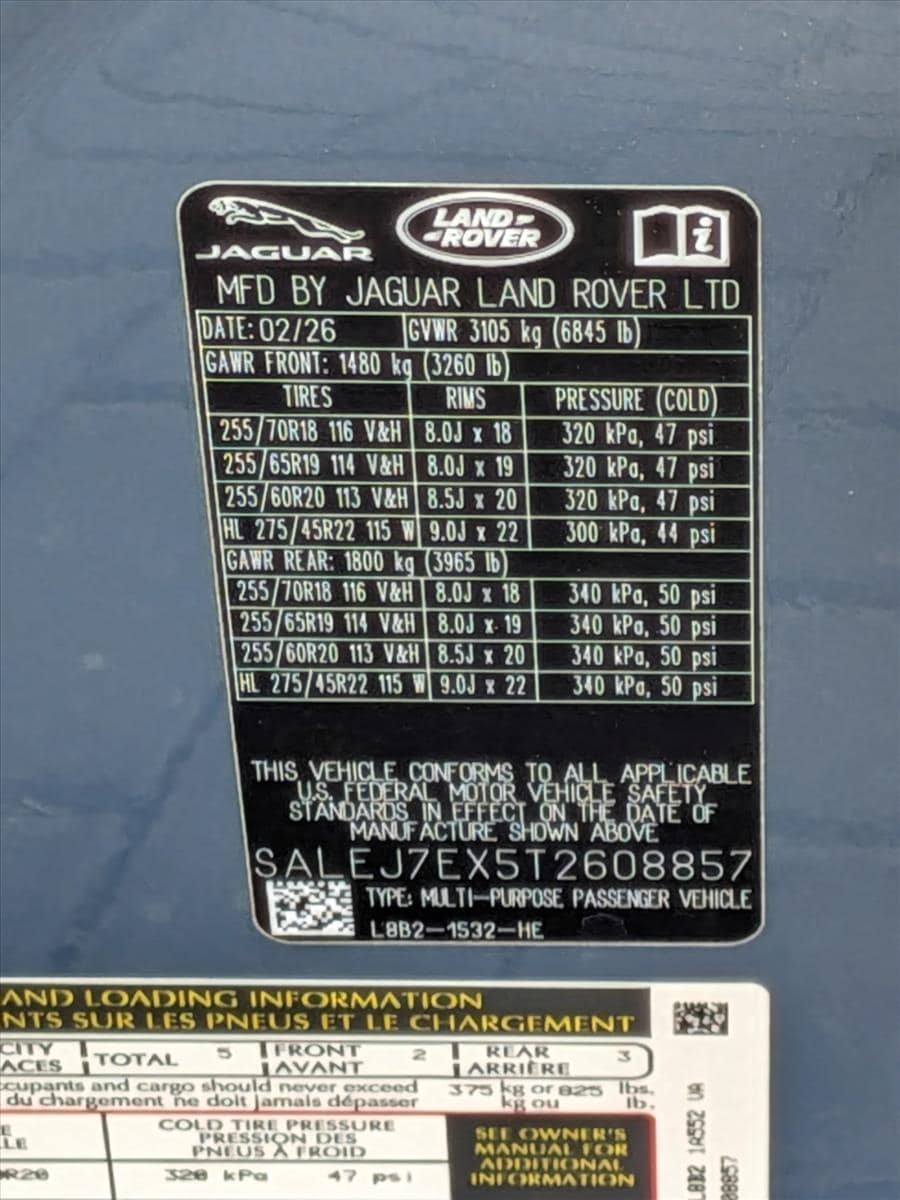 JAGUAR
LAND-
-ROVER
i
MFD BY JAGUAR LAND ROVER LTD
DATE: 02/26 GVWR 3105 kg (6845 lb)
GAWR FRONT: 1480 kg (3260 lb)
TIRES RIMS PRESSURE (COLD)
255/70R18 116 V&H 8.0J x 18 320 kPa, 47 psi
255/65R19 114 V&H 8.0J x 19 320 kPa, 47 psi
255/60R20 113 V&H 8.5J x 20 320 kPa, 47 psi
HL 275/45R22 115 W 9.0J x 22 300 kPa, 44 psi
GAWR REAR: 1800 kg (3965 lb)
255/70R18 116 V&H 8.0J x 18 340 kPa, 50 psi
255/65R19 114 V&H 8.0J x 19 340 kPa, 50 psi
255/60R20 113 V&H 8.5J x 20 340 kPa, 50 psi
HL 275/45R22 115 W 9.0J x 22 340 kPa, 50 psi
THIS VEHICLE CONFORMS TO ALL APPLICABLE
U.S. FEDERAL MOTOR VEHICLE SAFETY
STANDARDS IN EFFECT ON THE DATE OF
MANUFACTURE SHOWN ABOVE
SALEJ7EX5T2608857
TYPE: MULTI-PURPOSE PASSENGER VEHICLE
L8B2-1532-HE
AND LOADING INFORMATION
NTS SUR LES PNEUS ET LE CHARGEMENT
CITY TOTAL 5 FRONT 2 REAR 3
ACES AVANT ARRIÈRE
ccupants and cargo should never exceed 375 kg or 825 lbs.
du chargement ne doit jamais dépasser kg ou lb.
E COLD TIRE PRESSURE SEE OWNER'S
LE PRESSION DES MANUAL FOR
PNEUS À FROID ADDITIONAL
R20 320 kPa 47 psi INFORMATION
L8B2 1A552 UA
08857